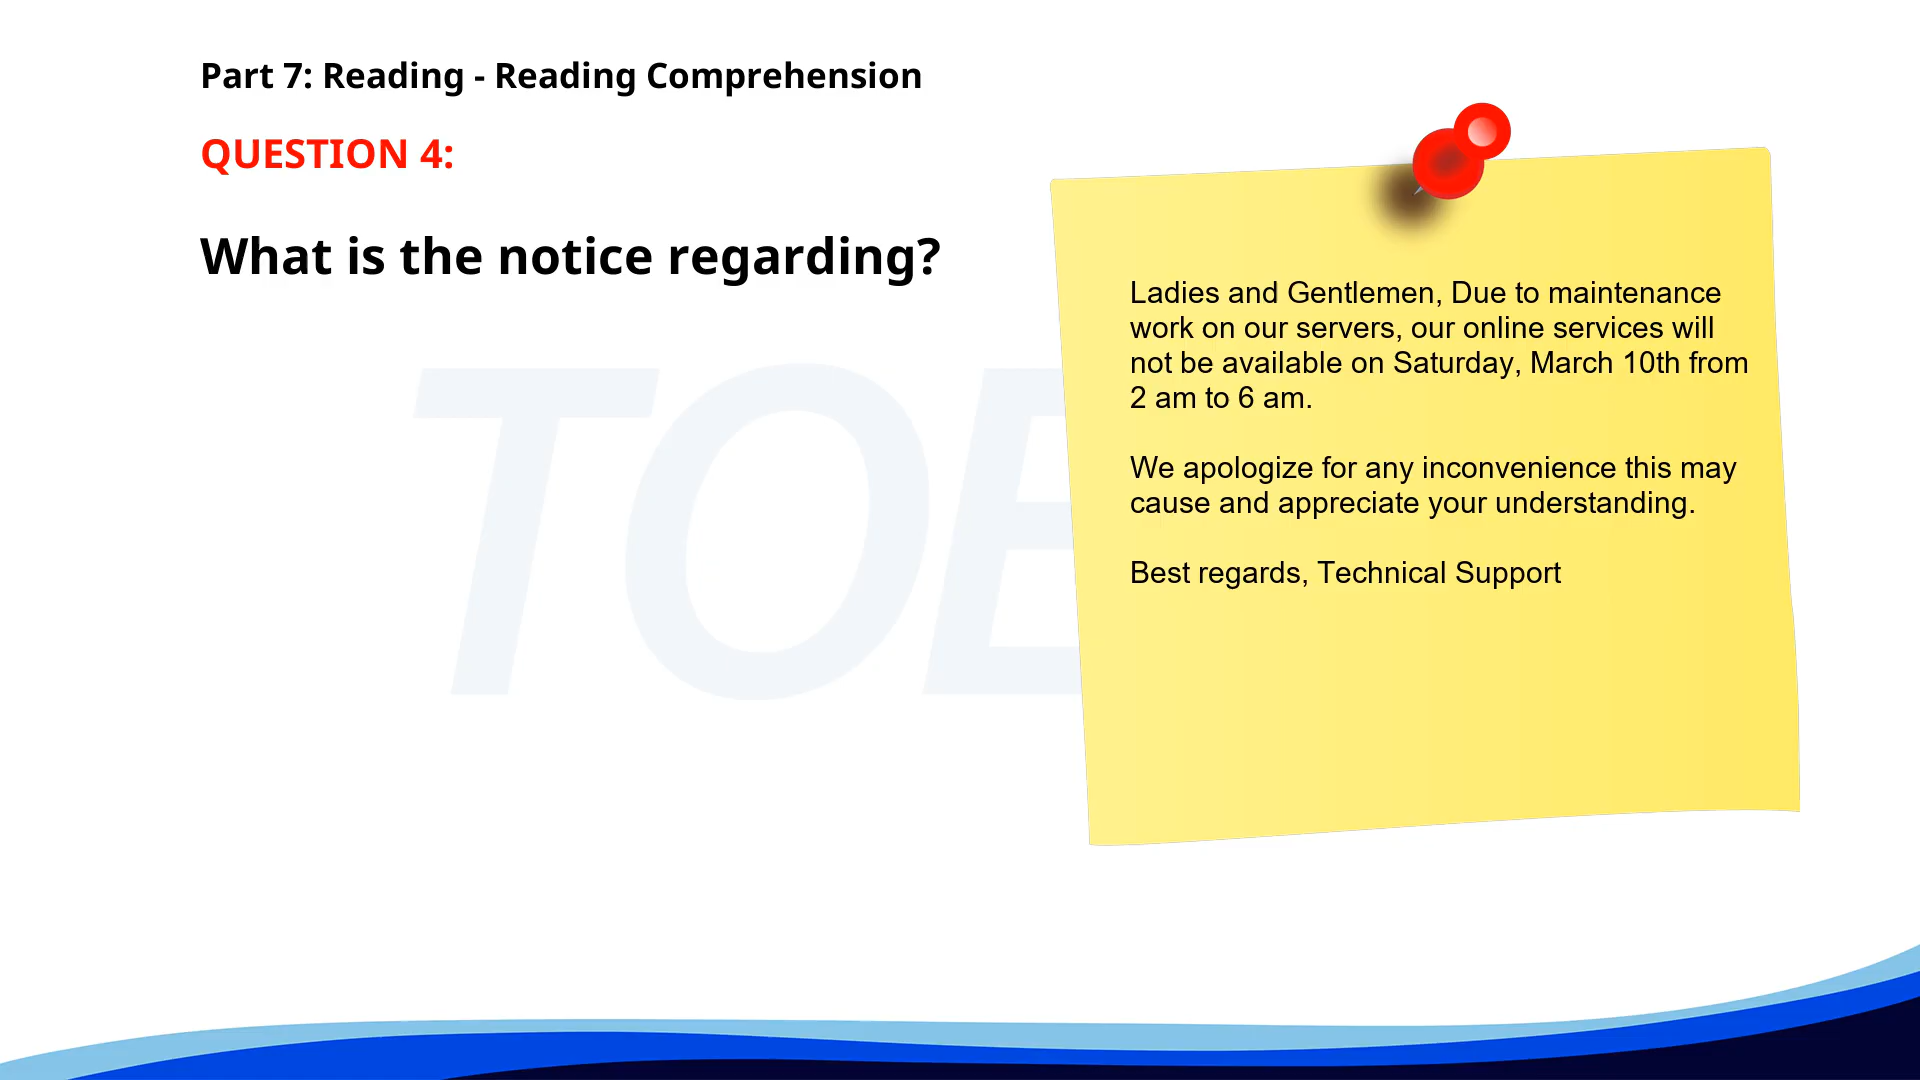 Part 7: Reading - Reading Comprehension
QUESTION 4:
What is the notice regarding?
Ladies and Gentlemen, Due to maintenance
work on our servers, our online services will
not be available on Saturday, March 10th from
2 am to 6 am.
We apologize for any inconvenience this may
cause and appreciate your understanding.
Best regards, Technical Support
TOE